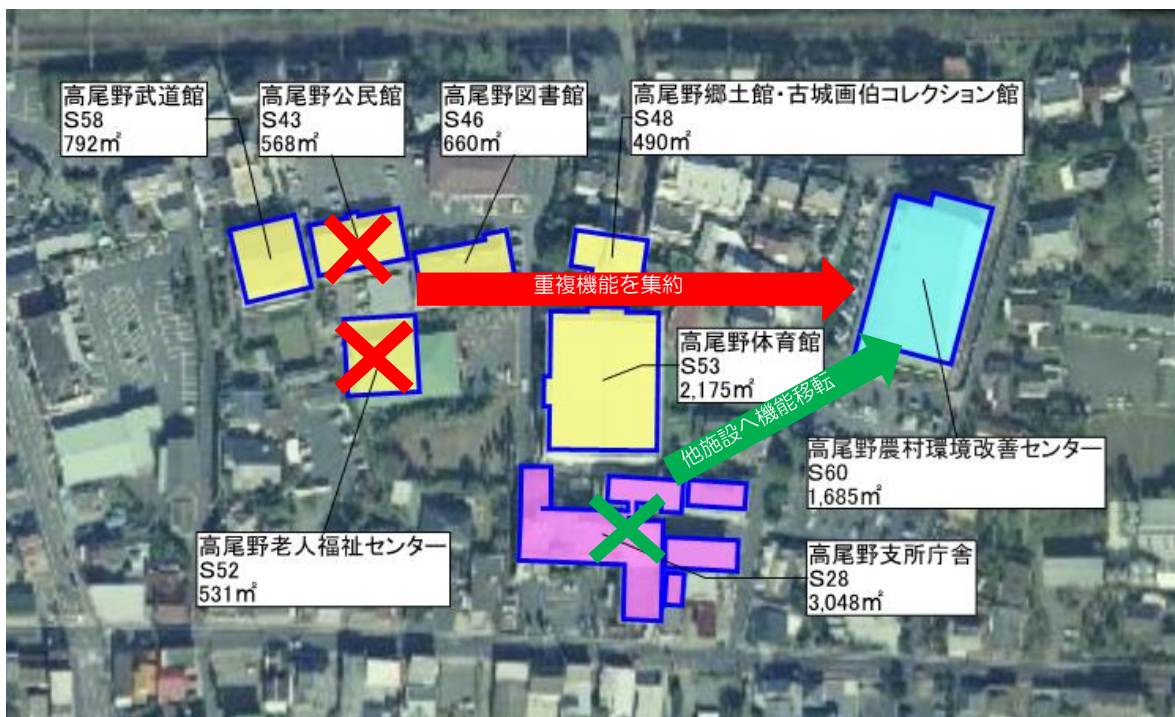 高尾野武道館
S58
792㎡
高尾野公民館
S43
568㎡
高尾野図書館
S46
660㎡
高尾野郷土館・古城画伯コレクション館
S48
490㎡
重複機能を集約
高尾野体育館
S53
2,175㎡
他施設へ機能移転
高尾野農村環境改善センター
S60
1,685㎡
高尾野老人福祉センター
S52
531㎡
高尾野支所庁舎
S28
3,048㎡